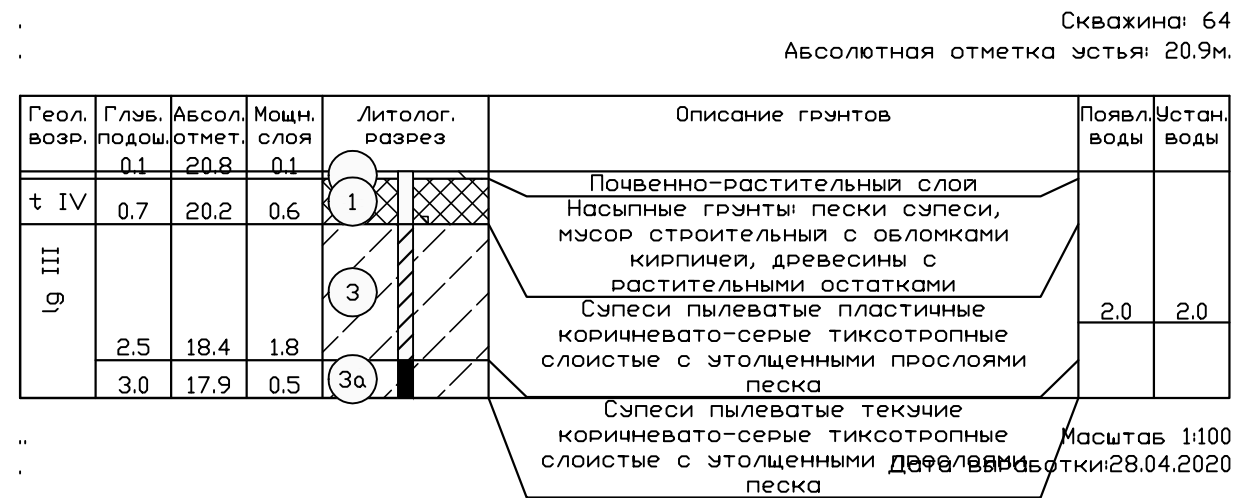 Скважина: 64
Абсолютная отметка устья: 20.9м.
Геол. возр.
Глуб. подош.
Абсол. отмет.
Мощн. слоя
Литолог. разрез
Описание грунтов
Появл. воды
Устан. воды
0.1 20.8 0.1
Почвенно-растительный слой
t IV 0.7 20.2 0.6 1
Насыпные грунты: пески супеси,
мусор строительный с обломками
кирпичей, древесины с
растительными остатками
lg III
2.5 18.4 1.8 3
Супеси пылеватые пластичные
коричневато-серые тиксотропные
слоистые с утолщенными прослоями
песка
2.0 2.0
3.0 17.9 0.5 3а
Супеси пылеватые текучие
коричневато-серые тиксотропные
слоистые с утолщенными прослоями
песка
Масштаб 1:100
Дата выработки:28.04.2020